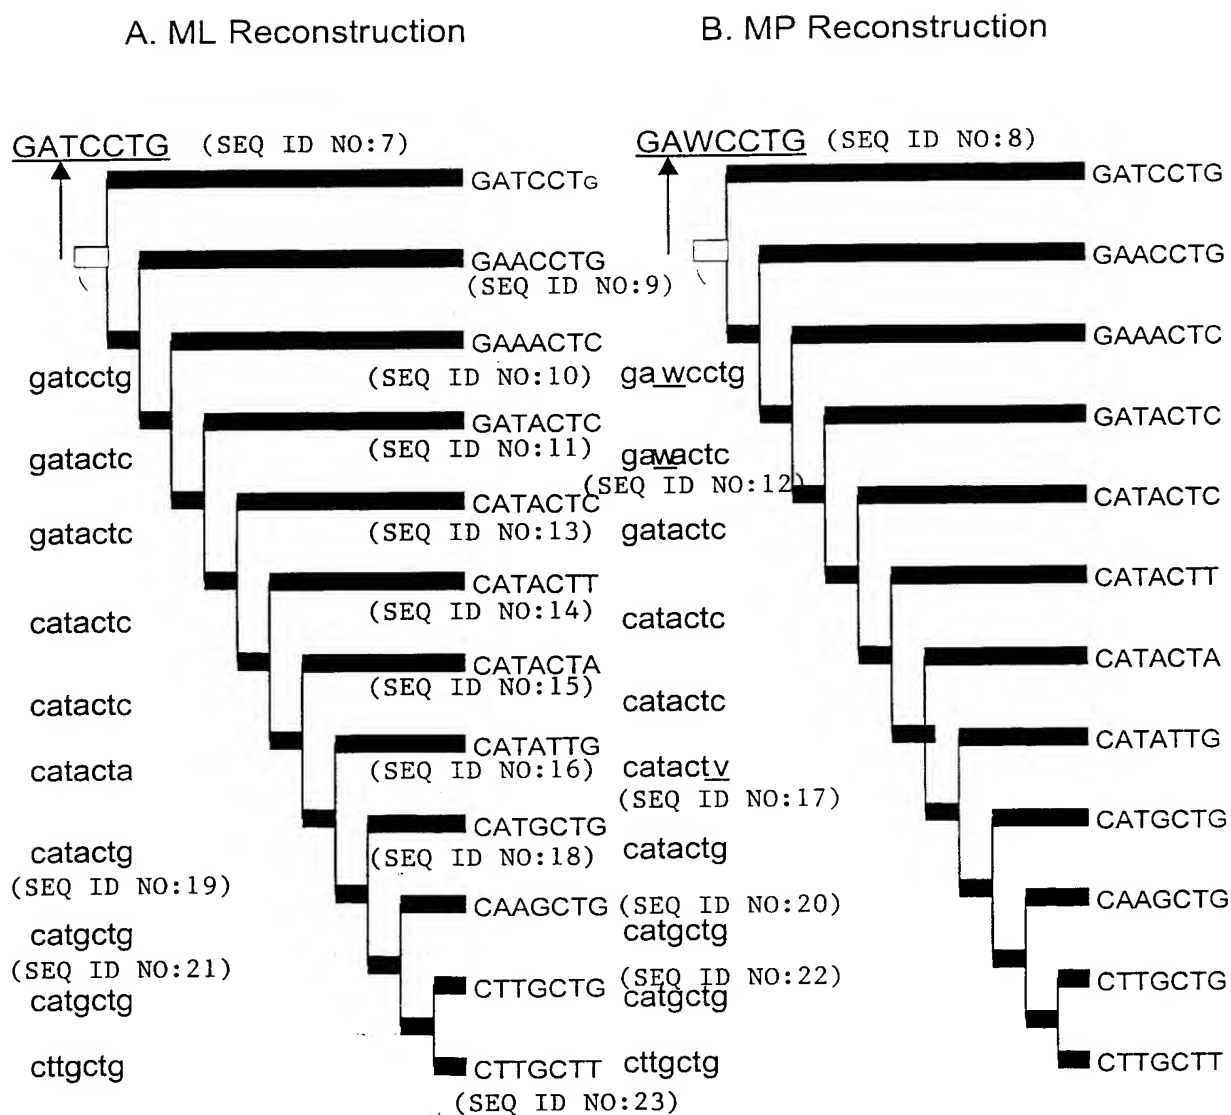 A. ML Reconstruction
GATCCTG (SEQ ID NO:7)
GATCCTG
GAACCTG
(SEQ ID NO:9)
GAAACTC
gatcctg (SEQ ID NO:10)
GATACTC
gatactc (SEQ ID NO:11)
CATACTC
gatactc (SEQ ID NO:13)
CATACTT
catactc (SEQ ID NO:14)
CATACTA
catactc (SEQ ID NO:15)
CATATTG
catacta (SEQ ID NO:16)
CATGCTG
catactg (SEQ ID NO:18)
(SEQ ID NO:19)
CAAGCTG (SEQ ID NO:20)
catgctg
(SEQ ID NO:21)
CTTGCTG (SEQ ID NO:22)
catgctg
cttgctg CTTGCTT
(SEQ ID NO:23)
B. MP Reconstruction
GAWCCTG (SEQ ID NO:8)
GATCCTG
GAACCTG
GAAACTC
gawcctg
GATACTC
gawactc
(SEQ ID NO:12)
CATACTC
gatactc
CATACTT
catactc
CATACTA
catactc
CATATTG
catactv
(SEQ ID NO:17)
CATGCTG
catactg
CAAGCTG
catgctg
CTTGCTG
catgctg
cttgctg CTTGCTT